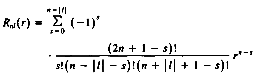 R_{nl}(r) = \sum_{s=0}^{n-|l|} (-1)^s
\cdot \frac{(2n + 1 - s)!}{s!(n - |l| - s)!(n + |l| + 1 - s)!} r^{n-s}